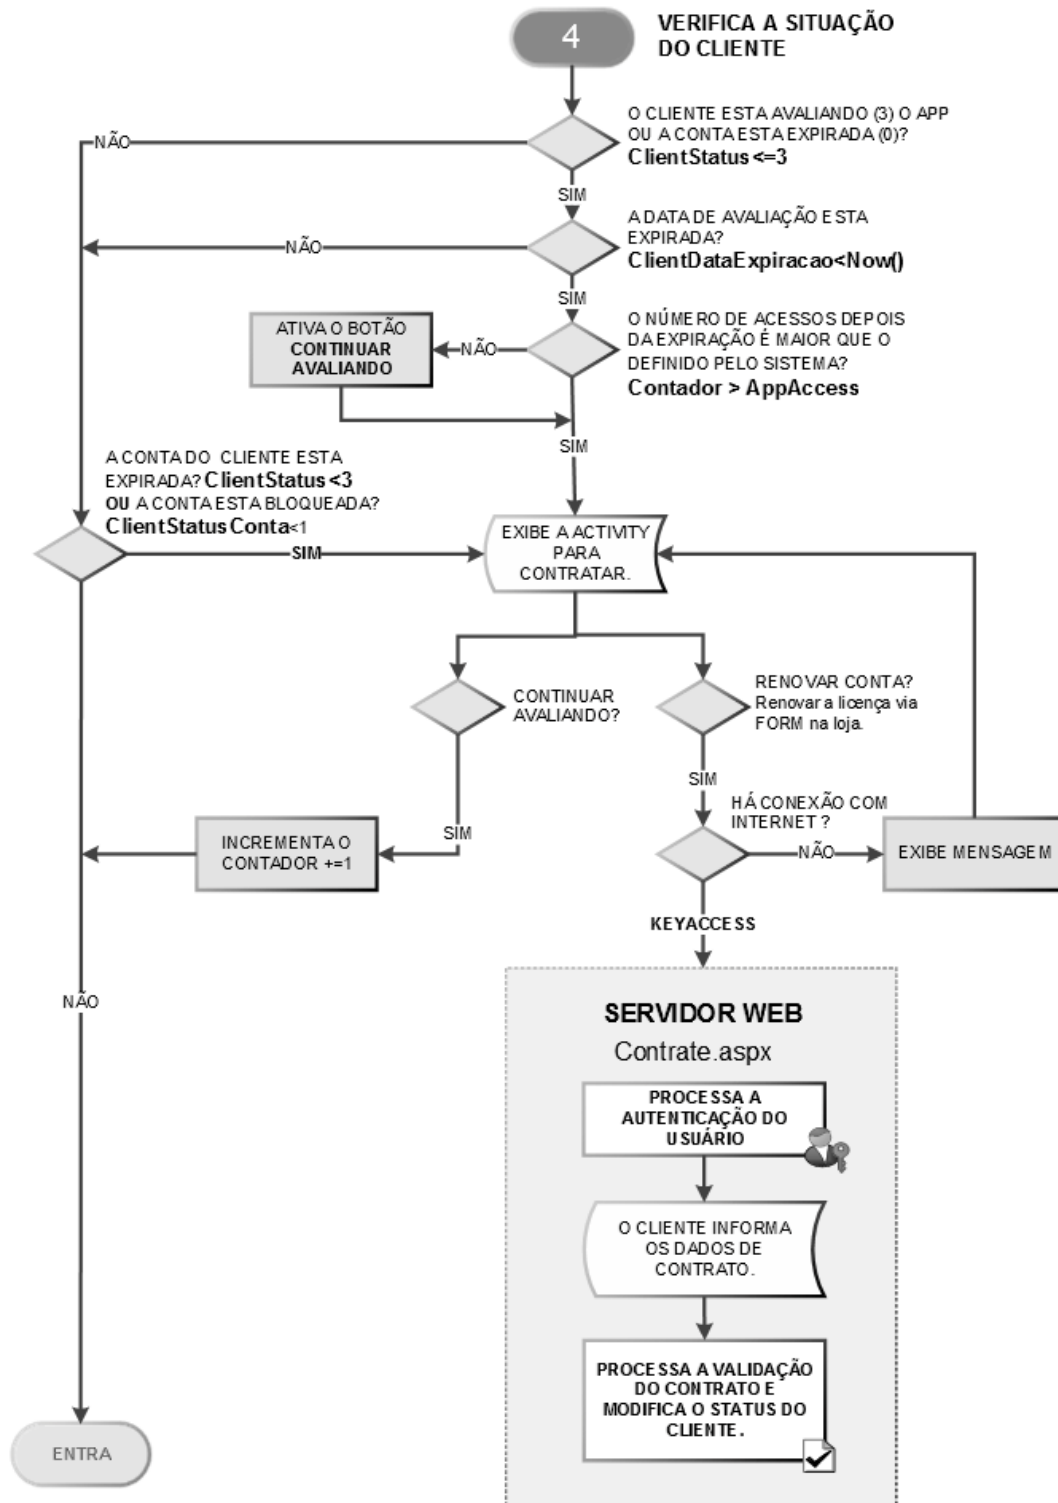 4
VERIFICA A SITUAÇÃO
DO CLIENTE
O CLIENTE ESTA AVALIANDO (3) O APP
OU A CONTA ESTA EXPIRADA (0)?
ClientStatus <=3
NÃO
SIM
A DATA DE AVALIAÇÃO ESTA
EXPIRADA?
ClientDataExpiracao<Now()
NÃO
SIM
O NÚMERO DE ACESSOS DEPOIS
DA EXPIRAÇÃO É MAIOR QUE O
DEFINIDO PELO SISTEMA?
Contador > AppAccess
NÃO
ATIVA O BOTÃO
CONTINUAR
AVALIANDO
SIM
A CONTA DO CLIENTE ESTA
EXPIRADA? ClientStatus <3
OU A CONTA ESTA BLOQUEADA?
ClientStatusConta<1
SIM
EXIBE A ACTIVITY
PARA
CONTRATAR.
CONTINUAR
AVALIANDO?
RENOVAR CONTA?
Renovar a licença via
FORM na loja.
SIM
SIM
HÁ CONEXÃO COM
INTERNET ?
INCREMENTA O
CONTADOR +=1
NÃO
EXIBE MENSAGEM
KEYACCESS
NÃO
SERVIDOR WEB
Contrate.aspx
PROCESSA A
AUTENTICAÇÃO DO
USUÁRIO
O CLIENTE INFORMA
OS DADOS DE
CONTRATO.
PROCESSA A VALIDAÇÃO
DO CONTRATO E
MODIFICA O STATUS DO
CLIENTE.
ENTRA